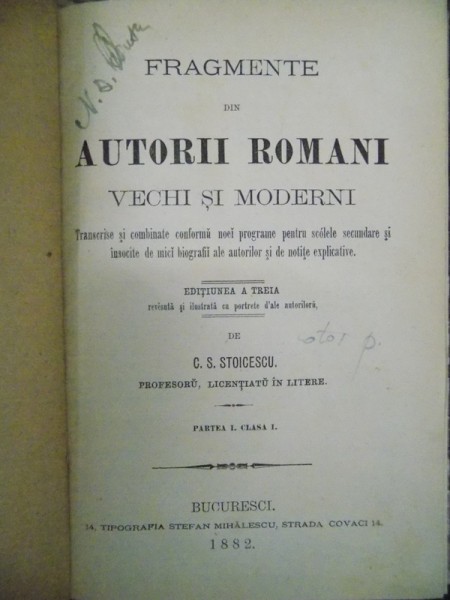 N. D.
FRAGMENTE
DIN
AUTORII ROMANI
VECHI ȘI MODERNI
Transcrise și combinate conformŭ noeĭ programe pentru scólele secundare și
însocite de micĭ biografiĭ ale autorilor și de notițe explicative.
EDIȚIUNEA A TREIA
revĕzută și ilustrată cu portrete d'ale autorilorŭ,
DE
C. S. STOICESCU.
PROFESORŬ, LICENȚIATŬ ÎN LITERE.
PARTEA I. CLASA I.
BUCURESCI.
14, TIPOGRAFIA STEFAN MIHĂLESCU, STRADA COVACI 14.
1882.